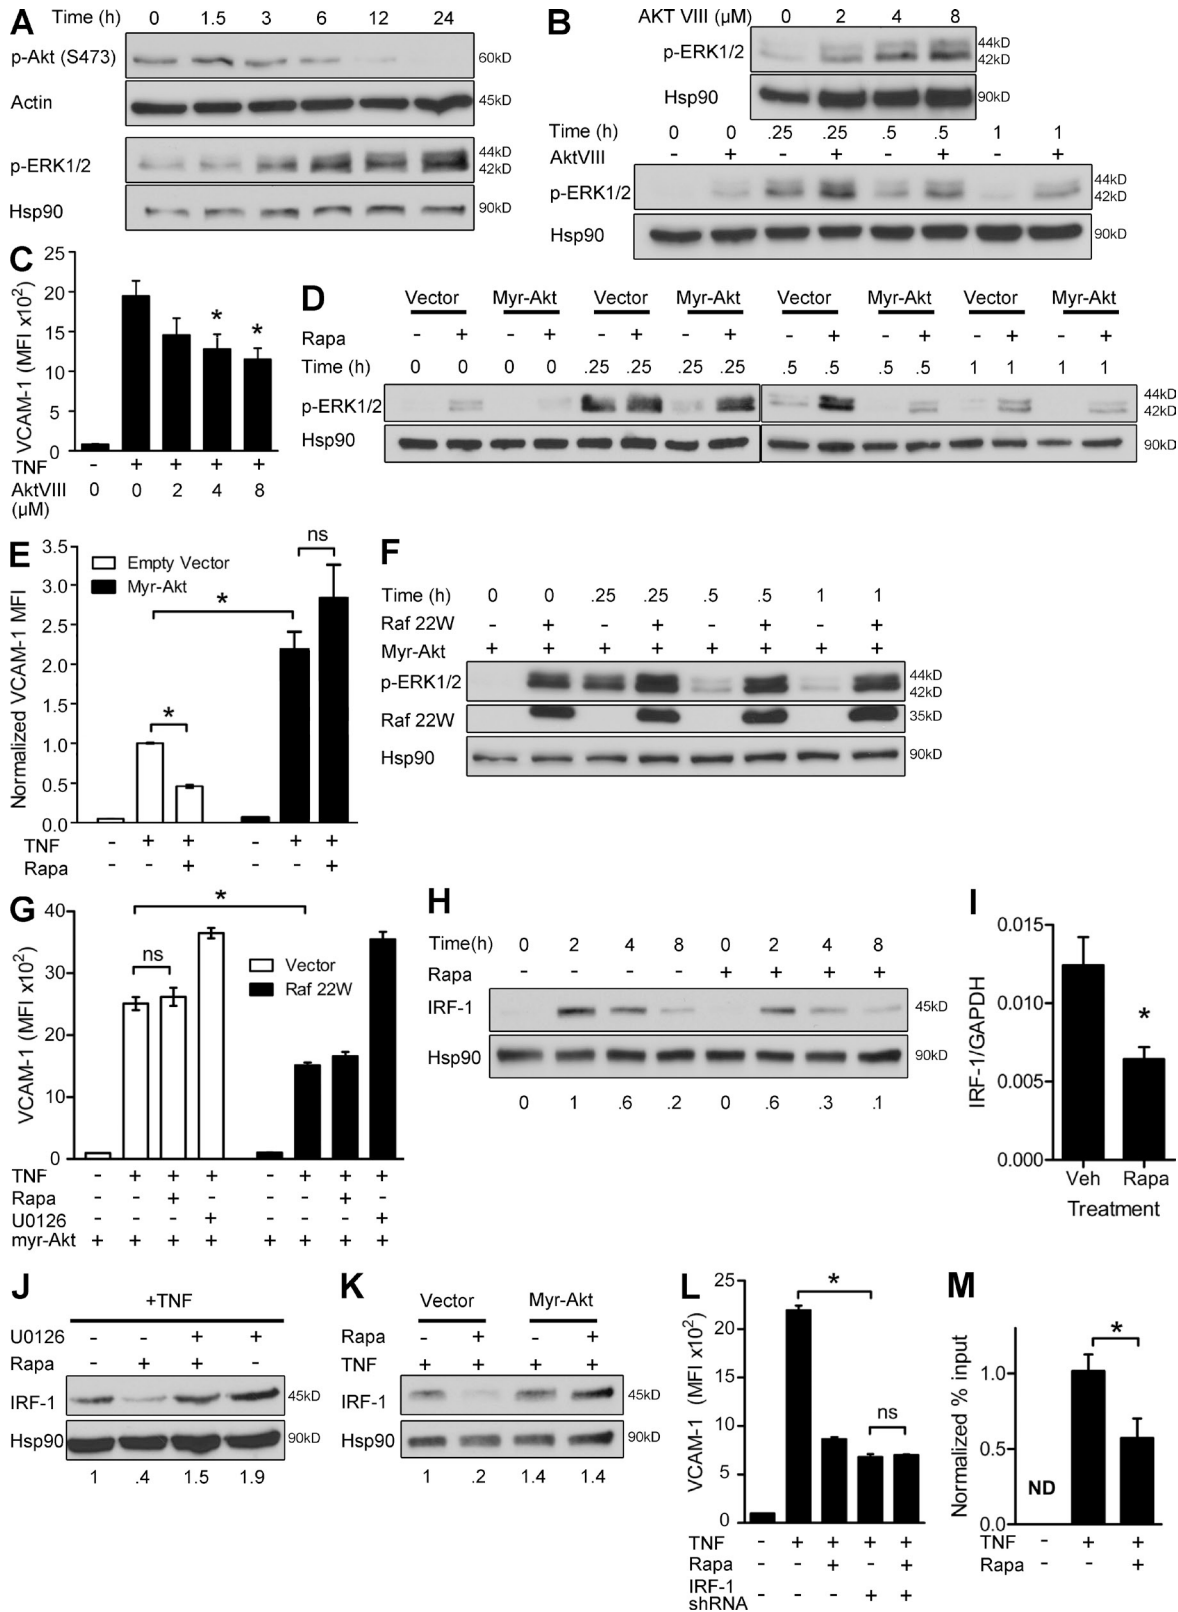 A
Time (h) 0 1.5 3 6 12 24
p-Akt (S473) 60kD
Actin 45kD
p-ERK1/2 44kD
42kD
Hsp90 90kD
B
AKT VIII (µM) 0 2 4 8
p-ERK1/2 44kD
42kD
Hsp90 90kD
Time (h) 0 0 .25 .25 .5 .5 1 1
AktVIII - + - + - + - +
p-ERK1/2 44kD
42kD
Hsp90 90kD
C
VCAM-1 (MFI x10²)
25
20
15
10
5
0
* *
TNF - + + + +
AktVIII 0 0 2 4 8
(µM)
D
Vector Myr-Akt Vector Myr-Akt Vector Myr-Akt Vector Myr-Akt
Rapa - + - + - + - + - + - + - + - +
Time (h) 0 0 0 0 .25 .25 .25 .25 .5 .5 .5 .5 1 1 1 1
p-ERK1/2 44kD
42kD
Hsp90 90kD
E
Normalized VCAM-1 MFI
3.5
3.0
2.5
2.0
1.5
1.0
0.5
0.0
Empty Vector
Myr-Akt
* * ns
TNF - + + - + +
Rapa - - + - - +
F
Time (h) 0 0 .25 .25 .5 .5 1 1
Raf 22W - + - + - + - +
Myr-Akt + + + + + + + +
p-ERK1/2 44kD
42kD
Raf 22W 35kD
Hsp90 90kD
G
VCAM-1 (MFI x10²)
40
30
20
10
0
* ns
Vector
Raf 22W
TNF - + + + - + + +
Rapa - - + - - - + -
U0126 - - - + - - - +
myr-Akt + + + + + + + +
H
Time(h) 0 2 4 8 0 2 4 8
Rapa - - - - + + + +
IRF-1 45kD
Hsp90 90kD
0 1 .6 .2 0 .6 .3 .1
I
IRF-1/GAPDH
0.015
0.010
0.005
0.000
*
Veh Rapa
Treatment
J
+TNF
U0126 - - + +
Rapa - + + -
IRF-1 45kD
Hsp90 90kD
1 .4 1.5 1.9
K
Vector Myr-Akt
Rapa - + - +
TNF + + + +
IRF-1 45kD
Hsp90 90kD
1 .2 1.4 1.4
L
VCAM-1 (MFI x10²)
25
20
15
10
5
0
* ns
TNF - + + + +
Rapa - - + - +
IRF-1 - - - + +
shRNA
M
Normalized % input
1.0
0.5
0.0
ND
*
TNF - + +
Rapa - - +